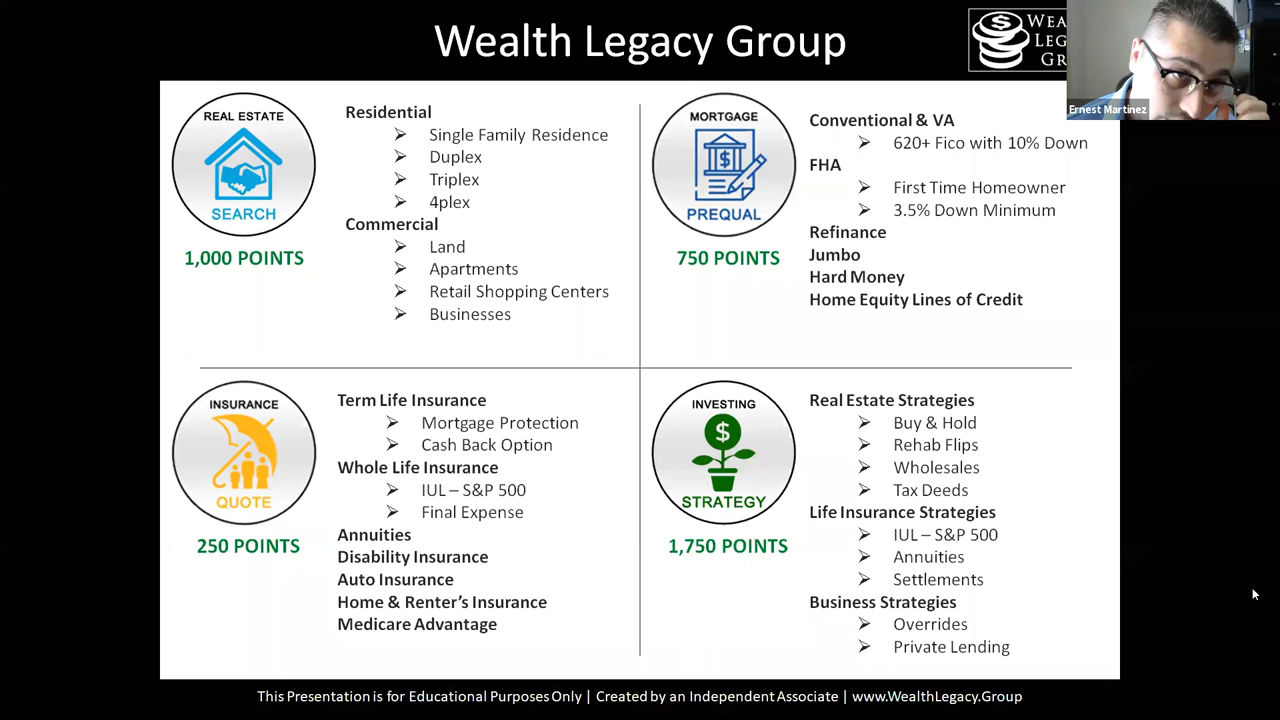 Wealth Legacy Group
Ernest Martinez
REAL ESTATE
SEARCH
1,000 POINTS
Residential
➢ Single Family Residence
➢ Duplex
➢ Triplex
➢ 4plex
Commercial
➢ Land
➢ Apartments
➢ Retail Shopping Centers
➢ Businesses
MORTGAGE
PREQUAL
750 POINTS
Conventional & VA
➢ 620+ Fico with 10% Down
FHA
➢ First Time Homeowner
➢ 3.5% Down Minimum
Refinance
Jumbo
Hard Money
Home Equity Lines of Credit
INSURANCE
QUOTE
250 POINTS
Term Life Insurance
➢ Mortgage Protection
➢ Cash Back Option
Whole Life Insurance
➢ IUL – S&P 500
➢ Final Expense
Annuities
Disability Insurance
Auto Insurance
Home & Renter's Insurance
Medicare Advantage
INVESTING
$
STRATEGY
1,750 POINTS
Real Estate Strategies
➢ Buy & Hold
➢ Rehab Flips
➢ Wholesales
➢ Tax Deeds
Life Insurance Strategies
➢ IUL – S&P 500
➢ Annuities
➢ Settlements
Business Strategies
➢ Overrides
➢ Private Lending
This Presentation is for Educational Purposes Only | Created by an Independent Associate | www.WealthLegacy.Group